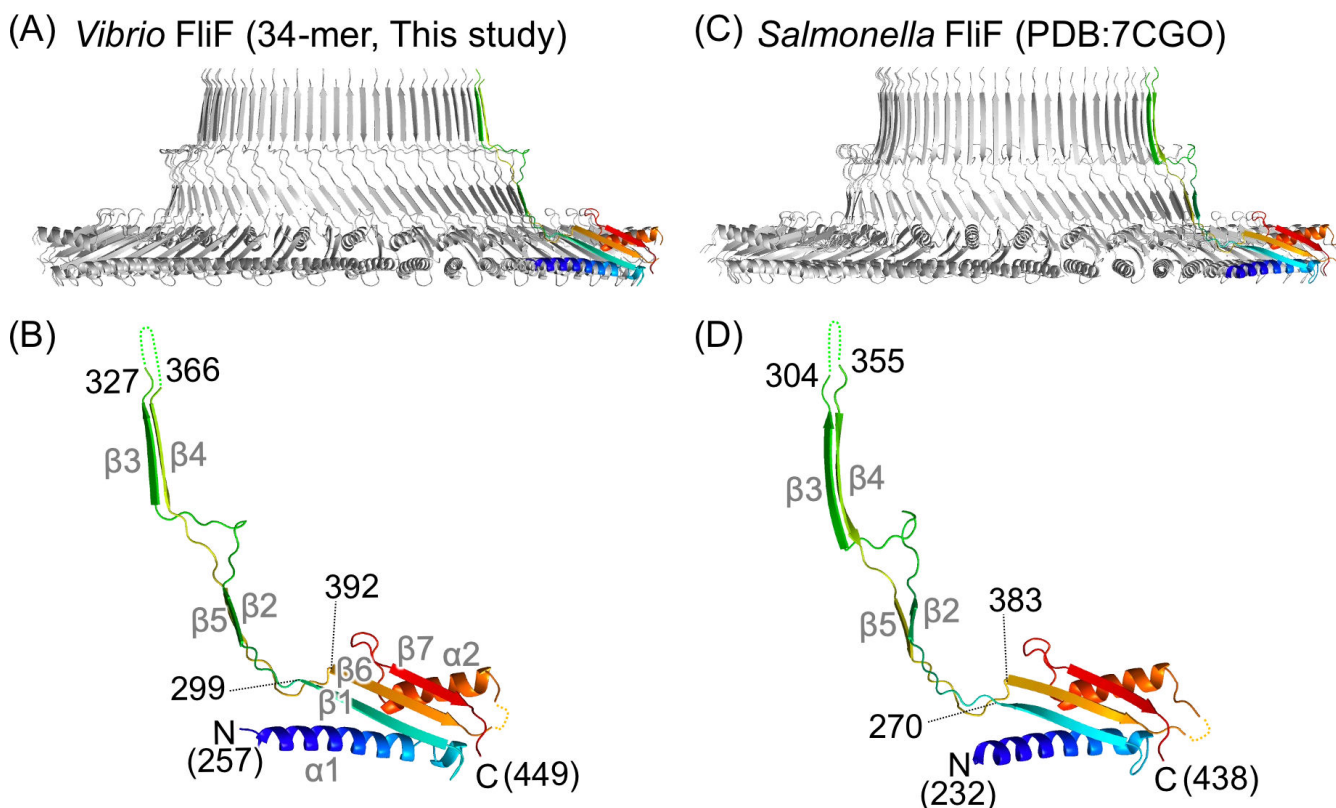 (A) Vibrio FliF (34-mer, This study)
(C) Salmonella FliF (PDB:7CGO)
(B)
327
366
β3
β4
β5
β2
392
299
β6
β7
α2
β1
N
(257)
α1
C (449)
(D)
304
355
β3
β4
β5
β2
383
270
N
(232)
C (438)